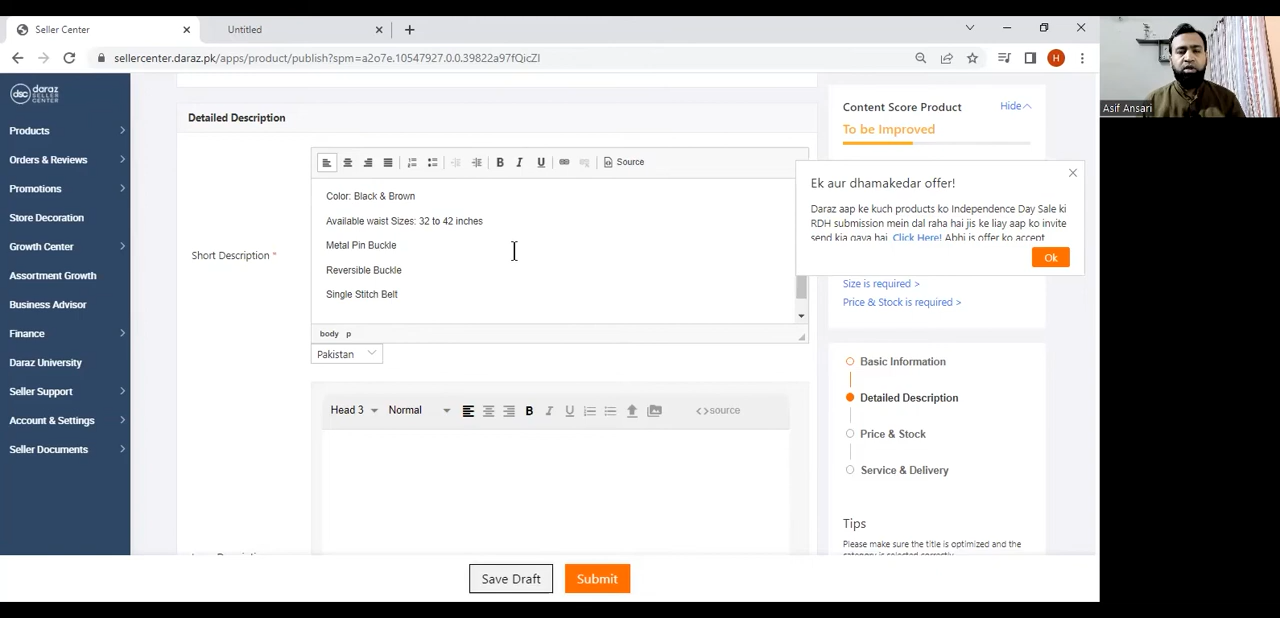 Seller Center
Untitled
sellercenter.daraz.pk/apps/product/publish?spm=a2o7e.10547927.0.0.39822a97fQicZI
H
Asif Ansari
dsc daraz
SELLER
CENTER
Products
Orders & Reviews
Promotions
Store Decoration
Growth Center
Assortment Growth
Business Advisor
Finance
Daraz University
Seller Support
Account & Settings
Seller Documents
Detailed Description
Short Description *
Source
Color: Black & Brown
Available waist Sizes: 32 to 42 inches
Metal Pin Buckle
Reversible Buckle
Single Stitch Belt
body p
Pakistan
Head 3 Normal B I U <>source
Save Draft
Submit
Content Score Product
Hide
To be Improved
Ek aur dhamakedar offer!
Daraz aap ke kuch products ko Independence Day Sale ki
RDH submission mein dal raha hai jis ke liay aap ko invite
send kia gaya hai. Click Here! Abhi is offer ko accept
Ok
Size is required >
Price & Stock is required >
Basic Information
Detailed Description
Price & Stock
Service & Delivery
Tips
Please make sure the title is optimized and the